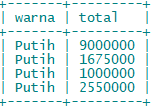 +-------+---------+
| warna | total   |
+-------+---------+
| Putih | 9000000 |
| Putih | 1675000 |
| Putih | 1000000 |
| Putih | 2550000 |
+-------+---------+